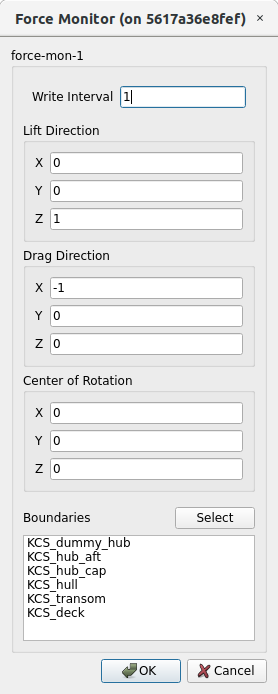 Force Monitor (on 5617a36e8fef) ×
force-mon-1
Write Interval 1
Lift Direction
X 0
Y 0
Z 1
Drag Direction
X -1
Y 0
Z 0
Center of Rotation
X 0
Y 0
Z 0
Boundaries Select
KCS_dummy_hub
KCS_hub_aft
KCS_hub_cap
KCS_hull
KCS_transom
KCS_deck
OK Cancel